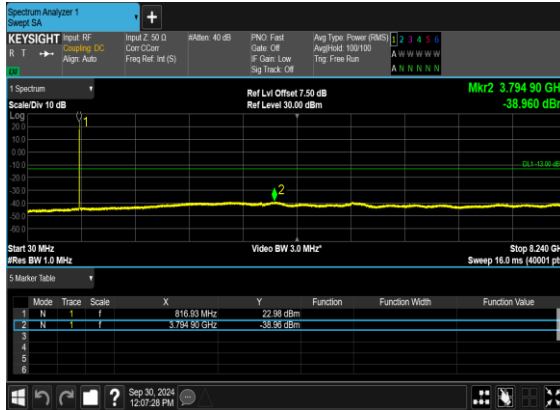 Spectrum Analyzer 1
Swept SA
KEYSIGHT
R T
Input: RF
Coupling: DC
Align: Auto
Input Z: 50 Ω
Corr CCorr
Freq Ref: Int (S)
#Atten: 40 dB
PNO: Fast
Gate: Off
IF Gain: Low
Sig Track: Off
Avg Type: Power (RMS)
Avg|Hold: 100/100
Trig: Free Run
1 2 3 4 5 6
A W W W W W
A N N N N N
1 Spectrum
Scale/Div 10 dB
Ref Lvl Offset 7.50 dB
Ref Level 30.00 dBm
Mkr2 3.794 90 GHz
-38.960 dBm
Log
20.0
10.0
0.00
-10.0
-20.0
-30.0
-40.0
-50.0
-60.0
1
2
DL1 -13.00 dBm
Start 30 MHz
#Res BW 1.0 MHz
Video BW 3.0 MHz*
Stop 8.240 GHz
Sweep 16.0 ms (40001 pts)
5 Marker Table
Mode Trace Scale X Y Function Function Width Function Value
1 N 1 f 816.93 MHz 22.98 dBm
2 N 1 f 3.794 90 GHz -38.96 dBm
3
4
5
6
?
Sep 30, 2024
12:07:28 PM